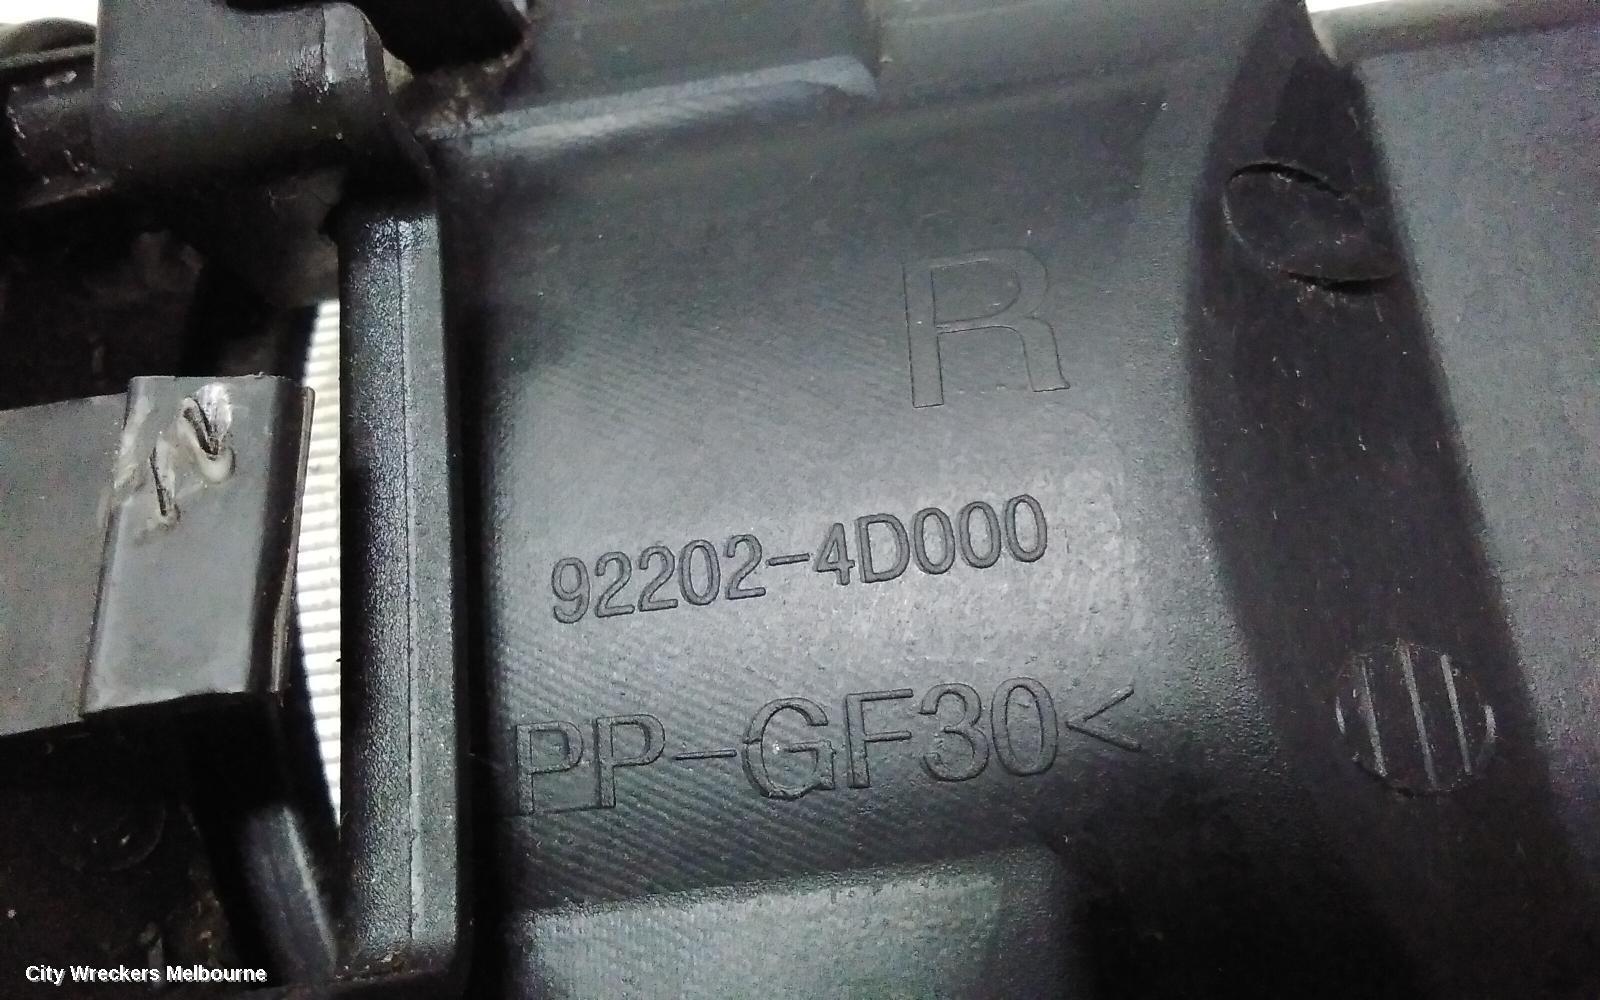 R
92202-4D000
PP-GF30<
City Wreckers Melbourne